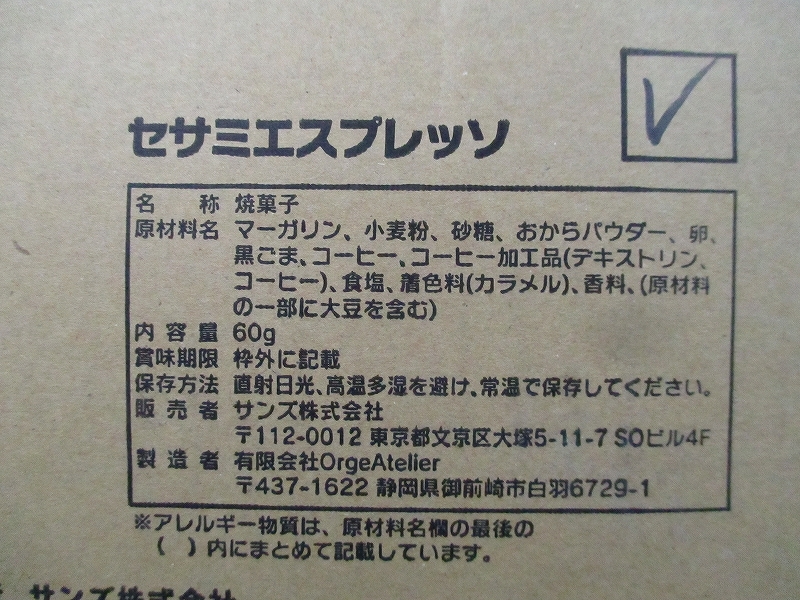 セサミエスプレッソ
名称 焼菓子
原材料名 マーガリン、小麦粉、砂糖、おからパウダー、卵、
黒ごま、コーヒー、コーヒー加工品(デキストリン、
コーヒー)、食塩、着色料(カラメル)、香料、(原材料
の一部に大豆を含む)
内容量 60g
賞味期限 枠外に記載
保存方法 直射日光、高温多湿を避け、常温で保存してください。
販売者 サンズ株式会社
〒112-0012 東京都文京区大塚5-11-7 SOビル4F
製造者 有限会社OrgeAtelier
〒437-1622 静岡県御前崎市白羽6729-1
※アレルギー物質は、原材料名欄の最後の
( )内にまとめて記載しています。
サンズ株式会社